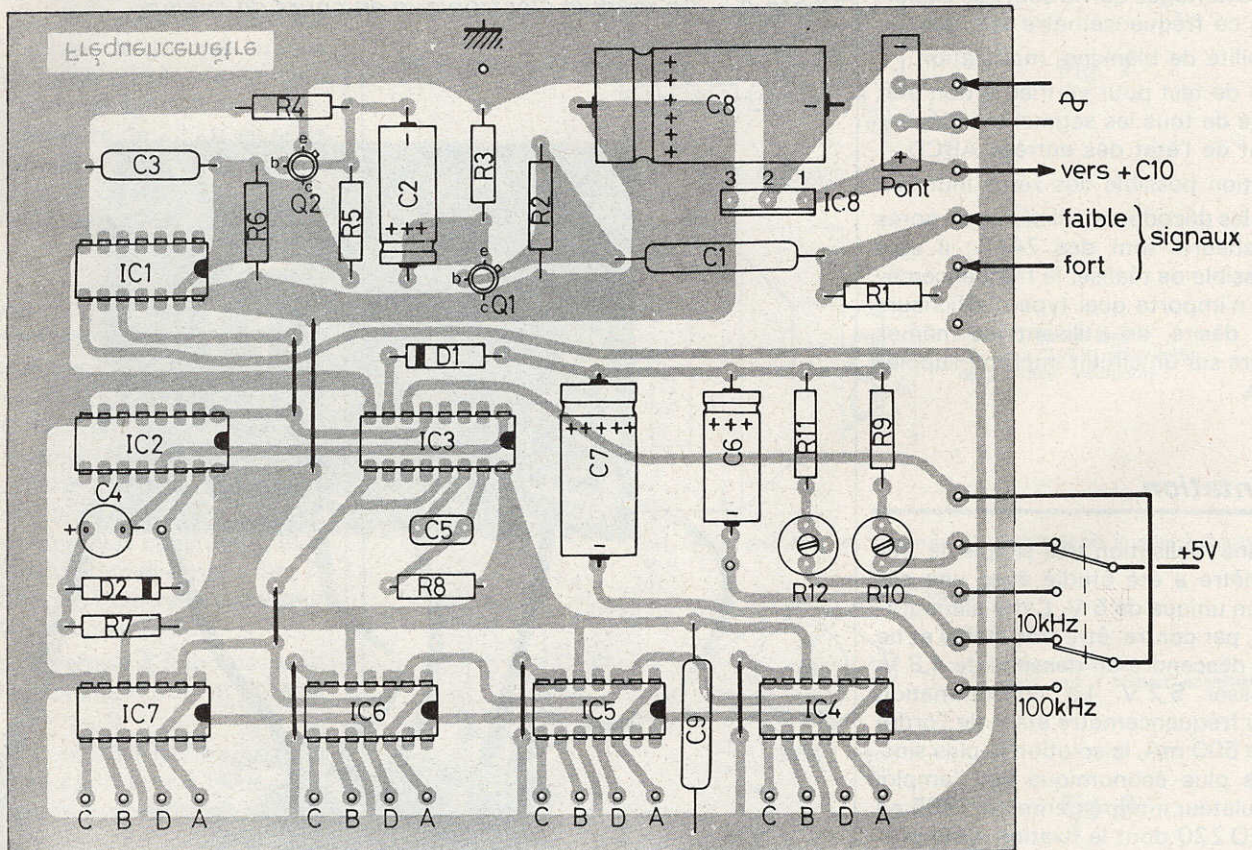 Fréquencemètre
R4
C8
+ + + + + +
-
-
+
Pont
vers + C10
C3
e
b
c
Q2
R6
R5
-
C2
+++
R3
R2
3 2 1
IC8
faible
fort
signaux
IC1
e
b
c
Q1
C1
R1
D1
IC2
IC3
+++++
C7
-
+++
C6
-
R11
R9
C4
+
-
C5
R8
D2
R7
R12
R10
+5V
10kHz
100kHz
IC7
IC6
IC5
C9
IC4
C B D A
C B D A
C B D A
C B D A